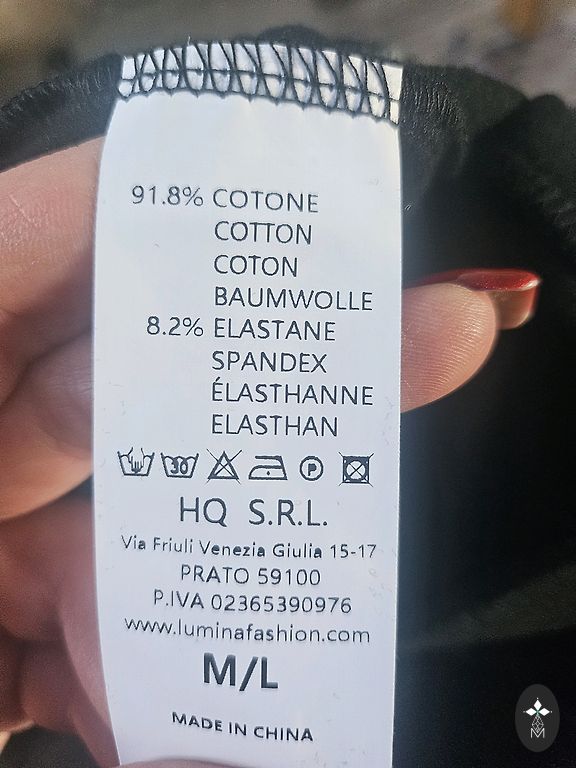 91.8% COTONE
COTTON
COTON
BAUMWOLLE
8.2% ELASTANE
SPANDEX
ÉLASTHANNE
ELASTHAN
30 P
HQ S.R.L.
Via Friuli Venezia Giulia 15-17
PRATO 59100
P.IVA 02365390976
www.luminafashion.com
M/L
MADE IN CHINA
M